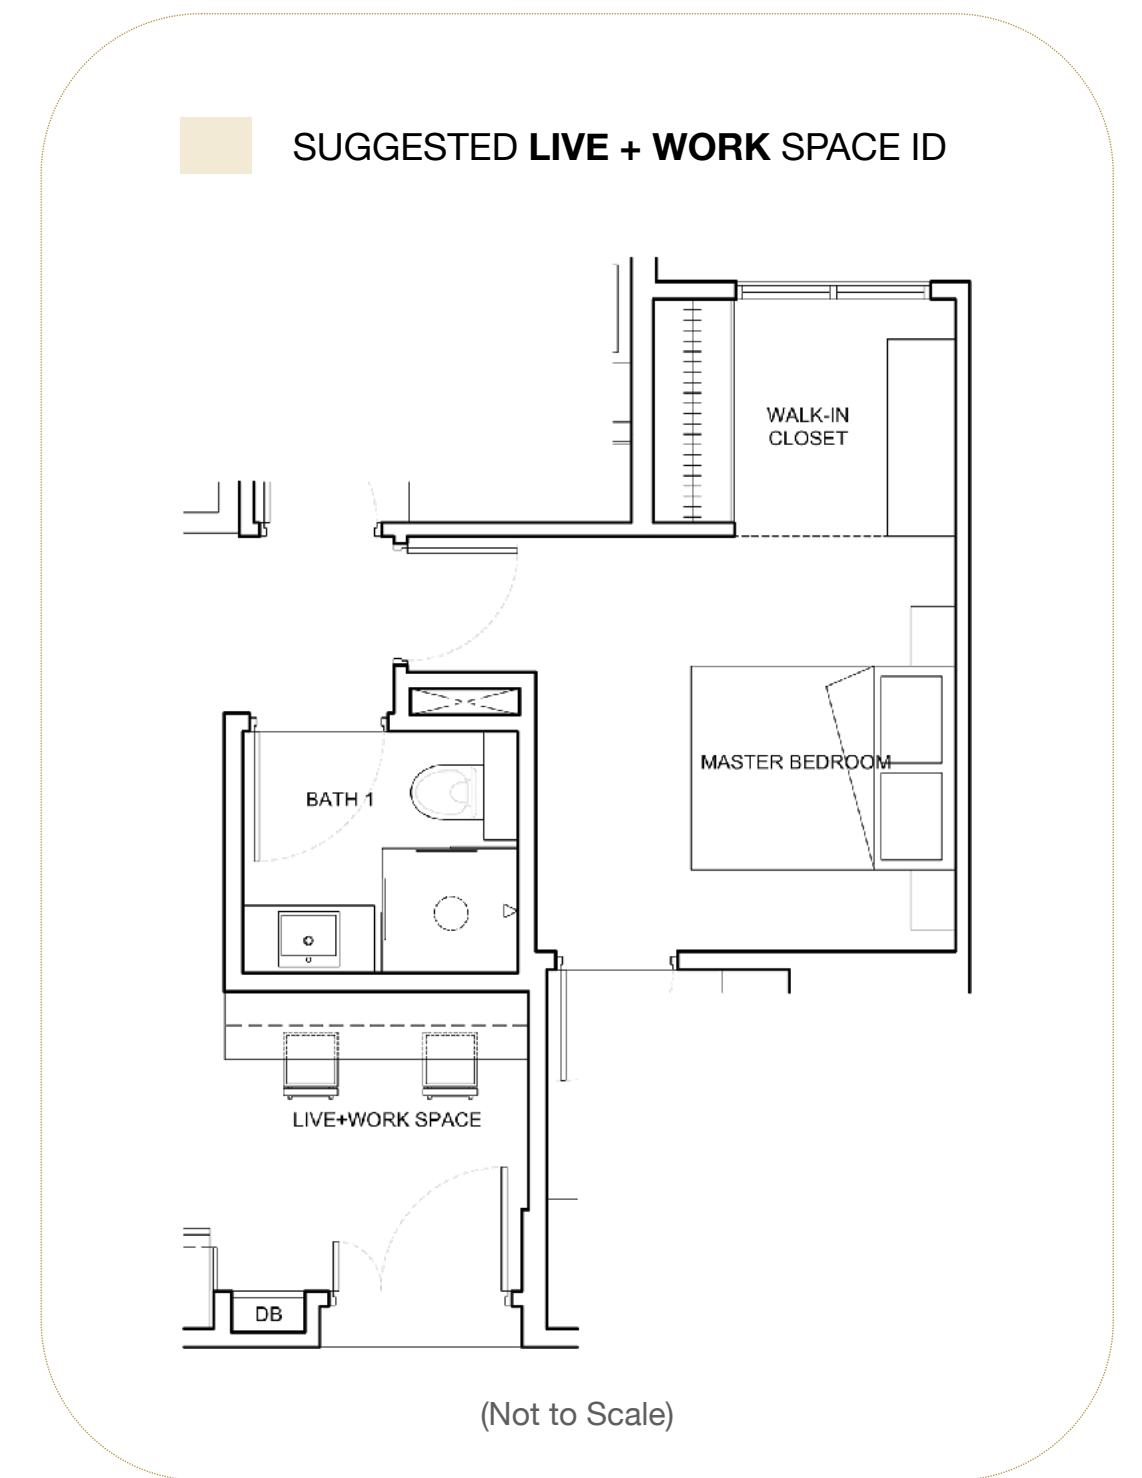 SUGGESTED LIVE + WORK SPACE ID
WALK-IN
CLOSET
MASTER BEDROOM
BATH 1
LIVE+WORK SPACE
DB
(Not to Scale)